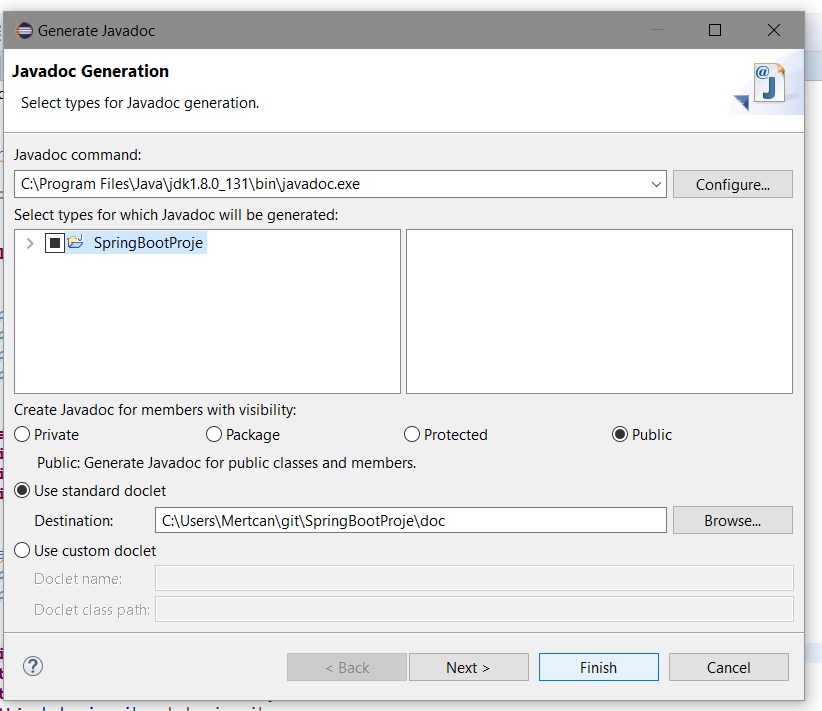 Generate Javadoc
Javadoc Generation
Select types for Javadoc generation.
@
J
Javadoc command:
C:\Program Files\Java\jdk1.8.0_131\bin\javadoc.exe
Configure...
Select types for which Javadoc will be generated:
SpringBootProje
Create Javadoc for members with visibility:
Private Package Protected Public
Public: Generate Javadoc for public classes and members.
Use standard doclet
Destination: C:\Users\Mertcan\git\SpringBootProje\doc Browse...
Use custom doclet
Doclet name:
Doclet class path:
? < Back Next > Finish Cancel